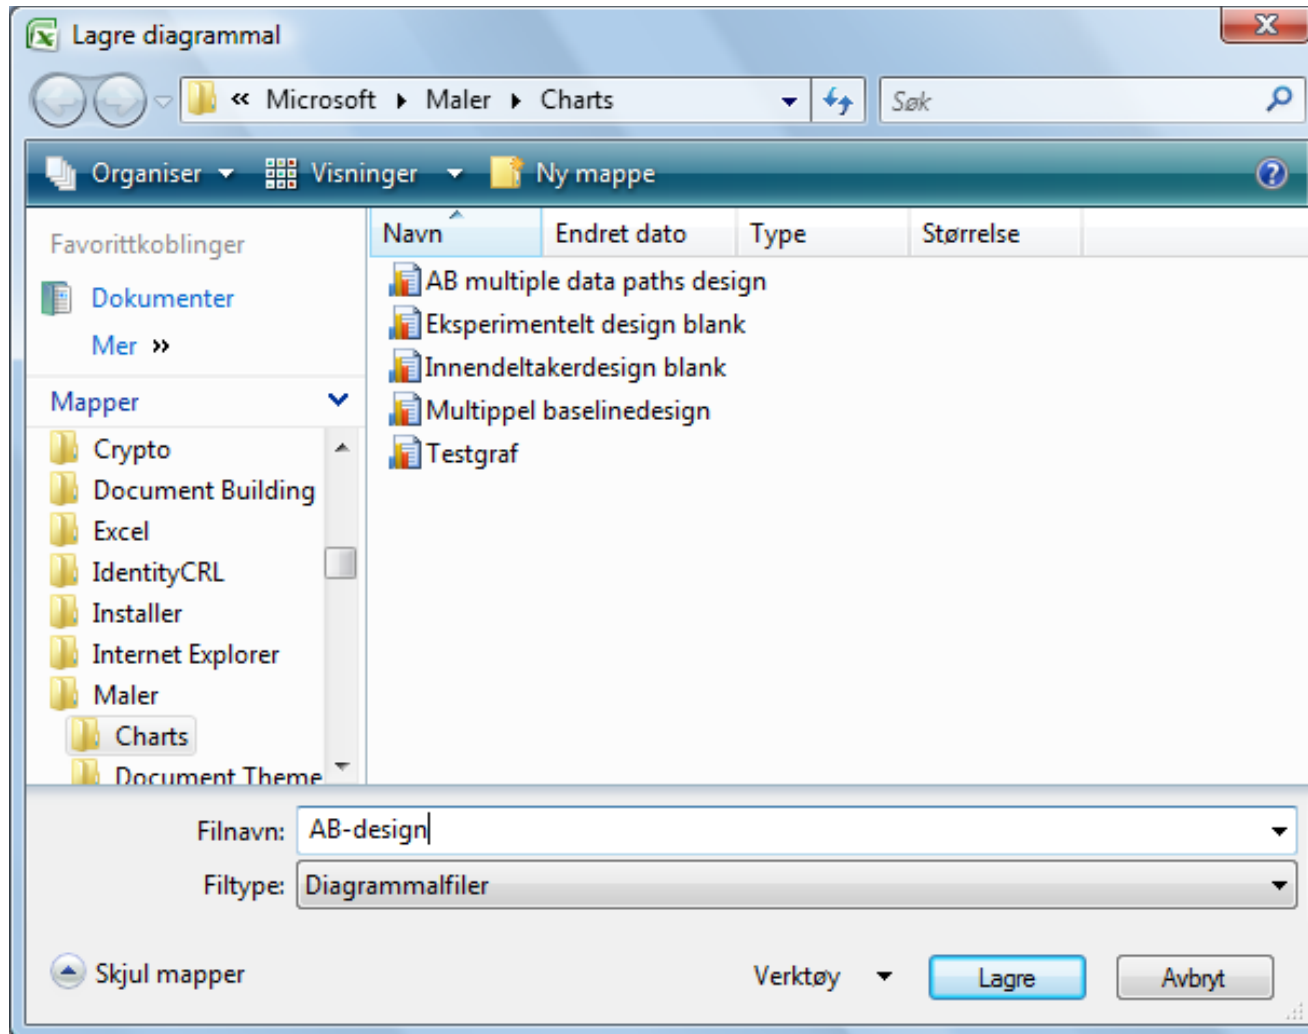 Lagre diagrammal
« Microsoft Maler Charts
Søk
Organiser Visninger Ny mappe
Favorittkoblinger
Dokumenter
Mer »
Mapper
Crypto
Document Building
Excel
IdentityCRL
Installer
Internet Explorer
Maler
Charts
Document Theme
Navn Endret dato Type Størrelse
AB multiple data paths design
Eksperimentelt design blank
Innendeltakerdesign blank
Multippel baselinedesign
Testgraf
Filnavn: AB-design
Filtype: Diagrammalfiler
Skjul mapper Verktøy Lagre Avbryt